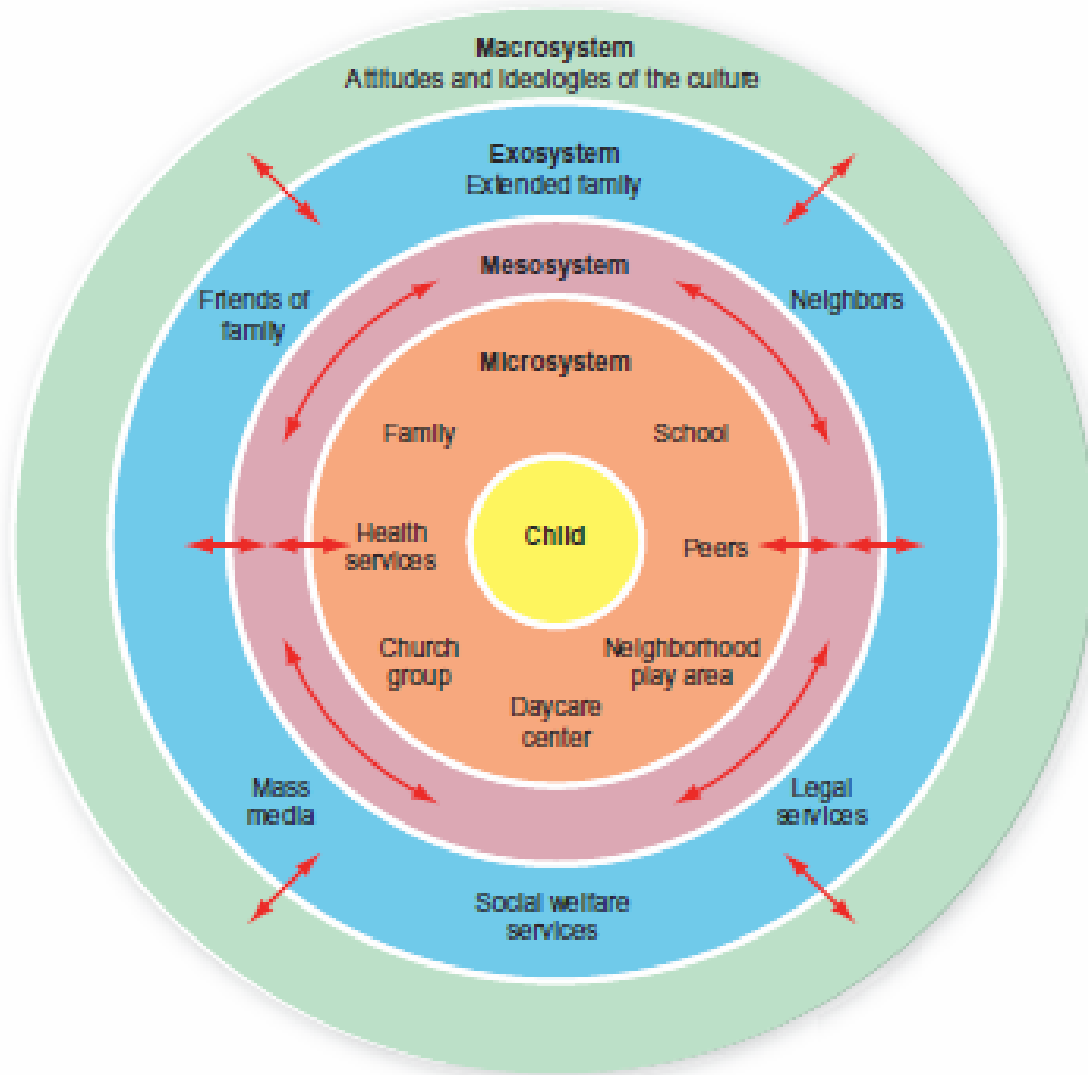 Macrosystem
Attitudes and ideologies of the culture
Exosystem
Extended family
Mesosystem
Friends of
family
Neighbors
Microsystem
Family
School
Child
Health
services
Peers
Church
group
Neighborhood
play area
Daycare
center
Mass
media
Legal
services
Social welfare
services